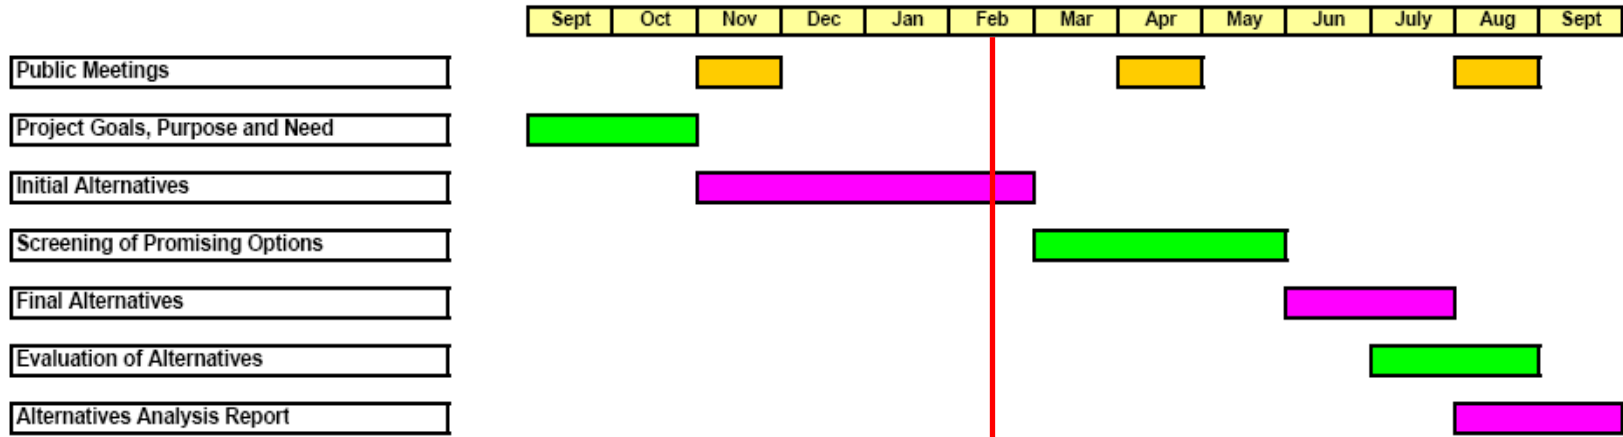 Sept Oct Nov Dec Jan Feb Mar Apr May Jun July Aug Sept
Public Meetings
Project Goals, Purpose and Need
Initial Alternatives
Screening of Promising Options
Final Alternatives
Evaluation of Alternatives
Alternatives Analysis Report